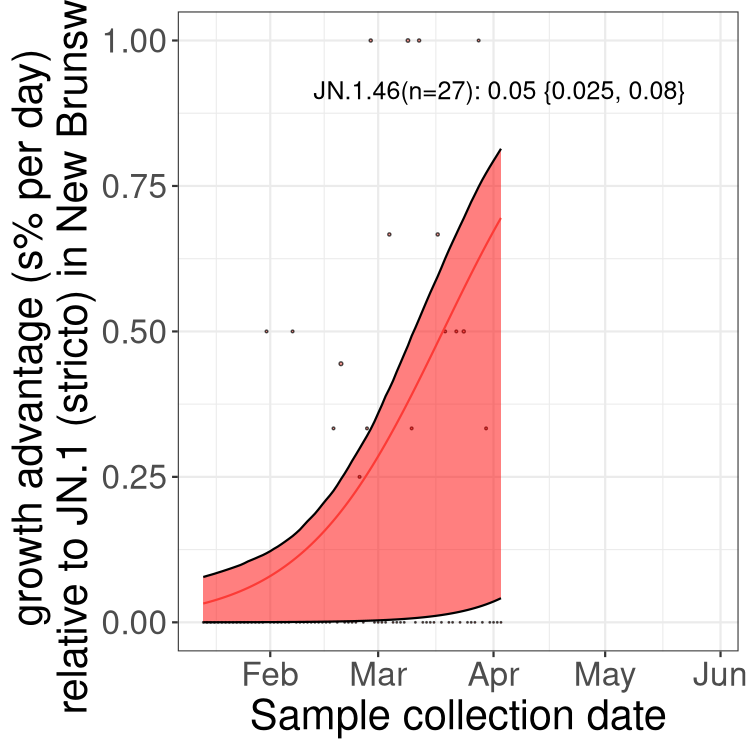 growth advantage (s% per day)
relative to JN.1 (stricto) in New Brunsw
1.00
0.75
0.50
0.25
0.00
JN.1.46(n=27): 0.05 {0.025, 0.08}
Feb Mar Apr May Jun
Sample collection date